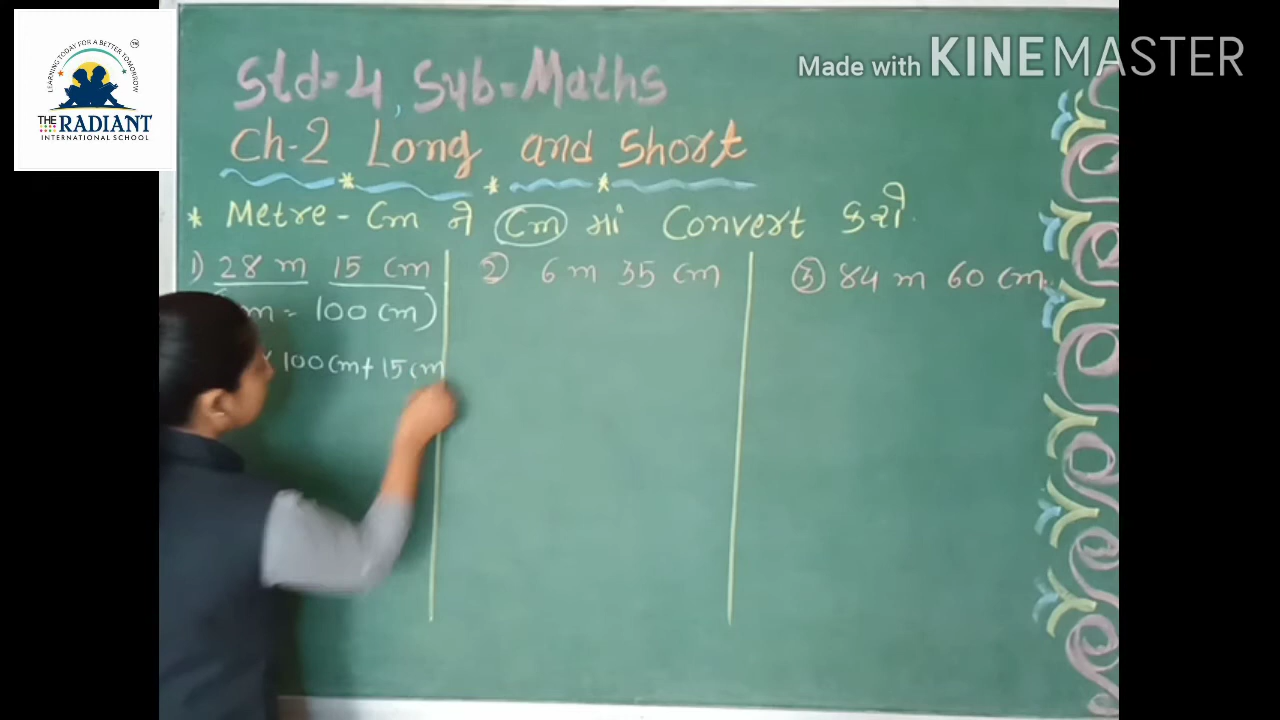 LEARNING TODAY FOR A BETTER TOMORROW
THE RADIANT
INTERNATIONAL SCHOOL
Made with KINEMASTER
Std=4, Sub=Maths
Ch-2 Long and Short
* Metre - Cm ને Cm માં Convert કરો.
1) 28 m 15 cm
② 6 m 35 cm
③ 84 m 60 cm.
m = 100 cm)
× 100 cm + 15 cm